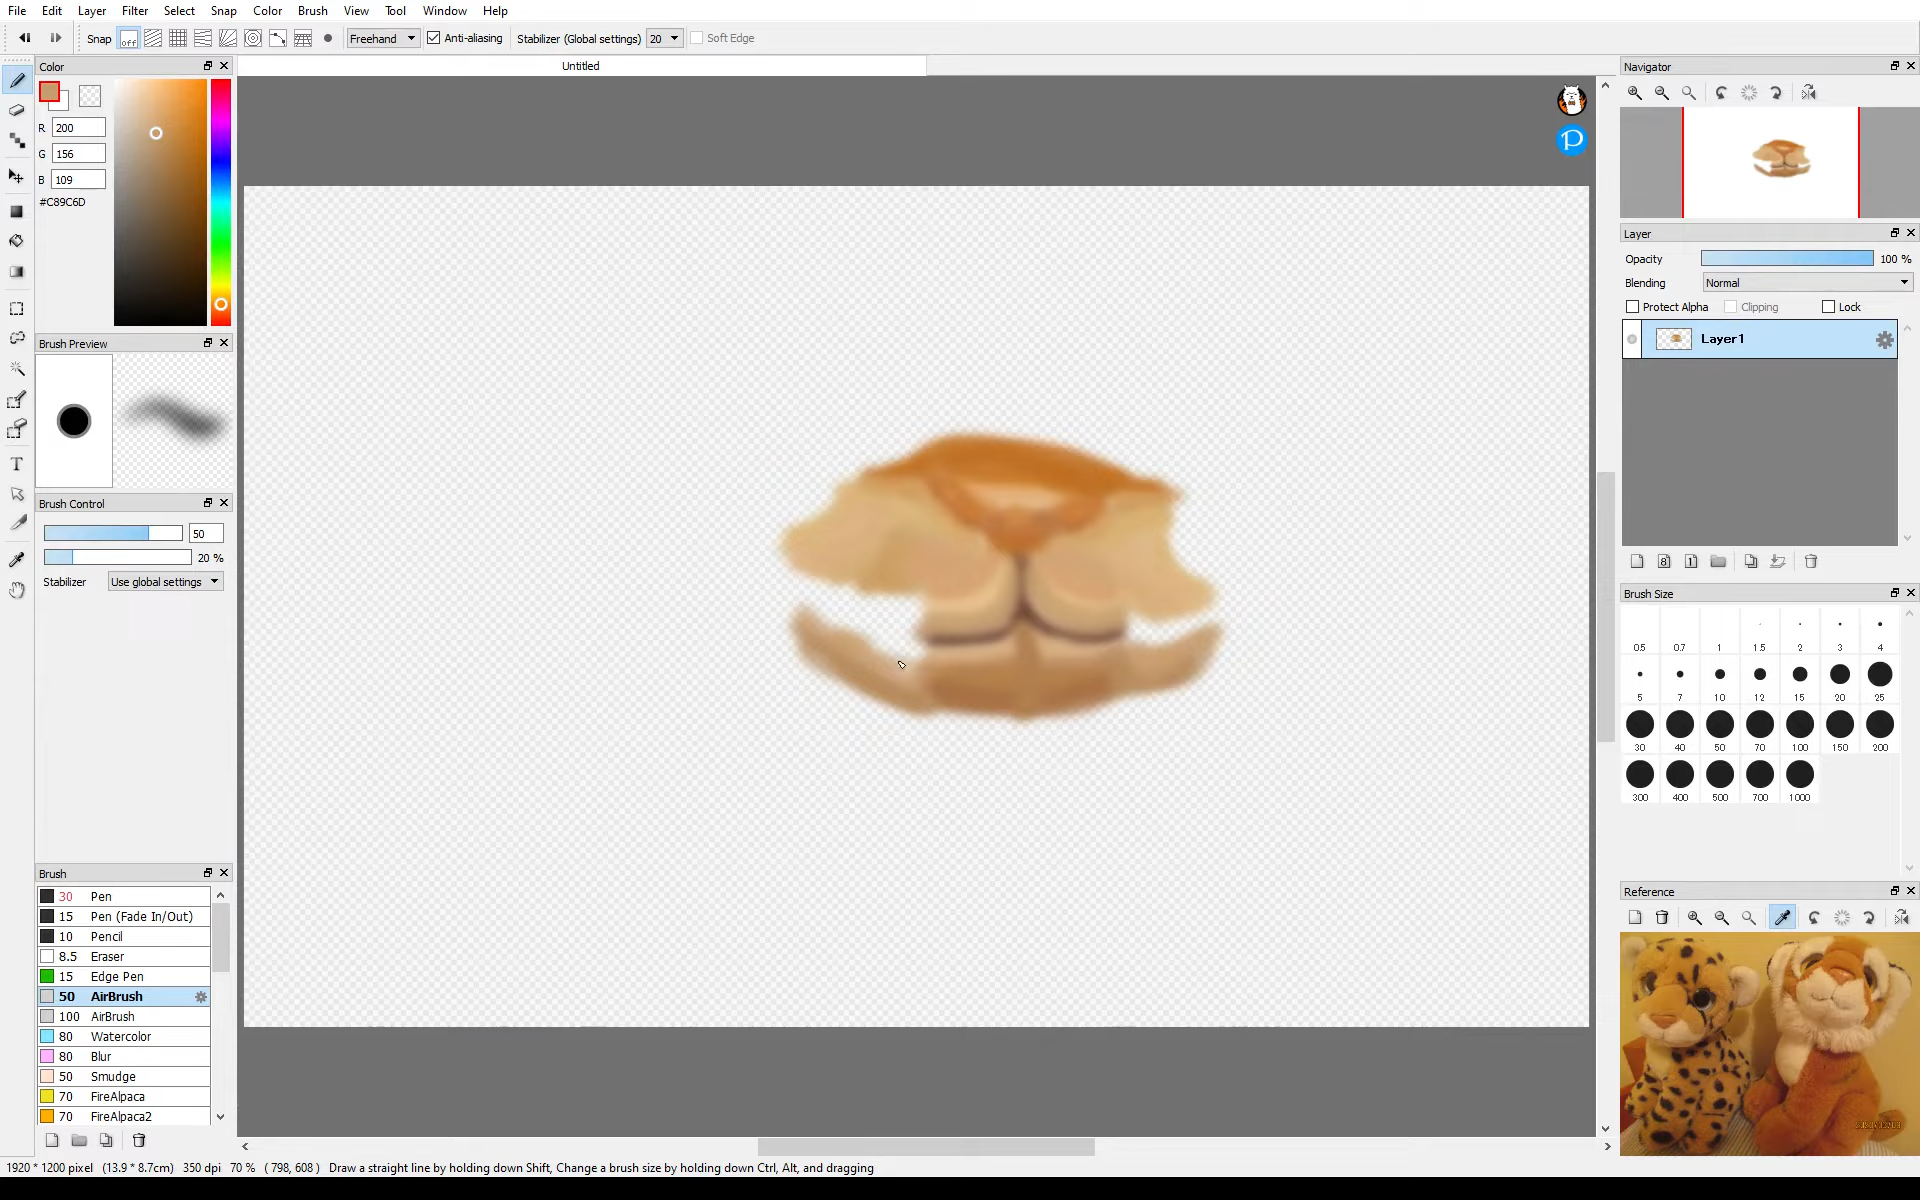 File Edit Layer Filter Select Snap Color Brush View Tool Window Help
Snap off Freehand Anti-aliasing Stabilizer (Global settings) 20 Soft Edge
Color
Untitled
Navigator
R 200
G 156
B 109
#C89C6D
P
Layer
Opacity 100 %
Blending Normal
Protect Alpha Clipping Lock
Layer1
Brush Preview
Brush Control
50
20 %
Stabilizer Use global settings
8 1
Brush Size
0.5 0.7 1 1.5 2 3 4
5 7 10 12 15 20 25
30 40 50 70 100 150 200
300 400 500 700 1000
Brush
30 Pen
15 Pen (Fade In/Out)
10 Pencil
8.5 Eraser
15 Edge Pen
50 AirBrush
100 AirBrush
80 Watercolor
80 Blur
50 Smudge
70 FireAlpaca
70 FireAlpaca2
Reference
1920 * 1200 pixel (13.9 * 8.7cm) 350 dpi 70 % ( 798, 608 ) Draw a straight line by holding down Shift, Change a brush size by holding down Ctrl, Alt, and dragging